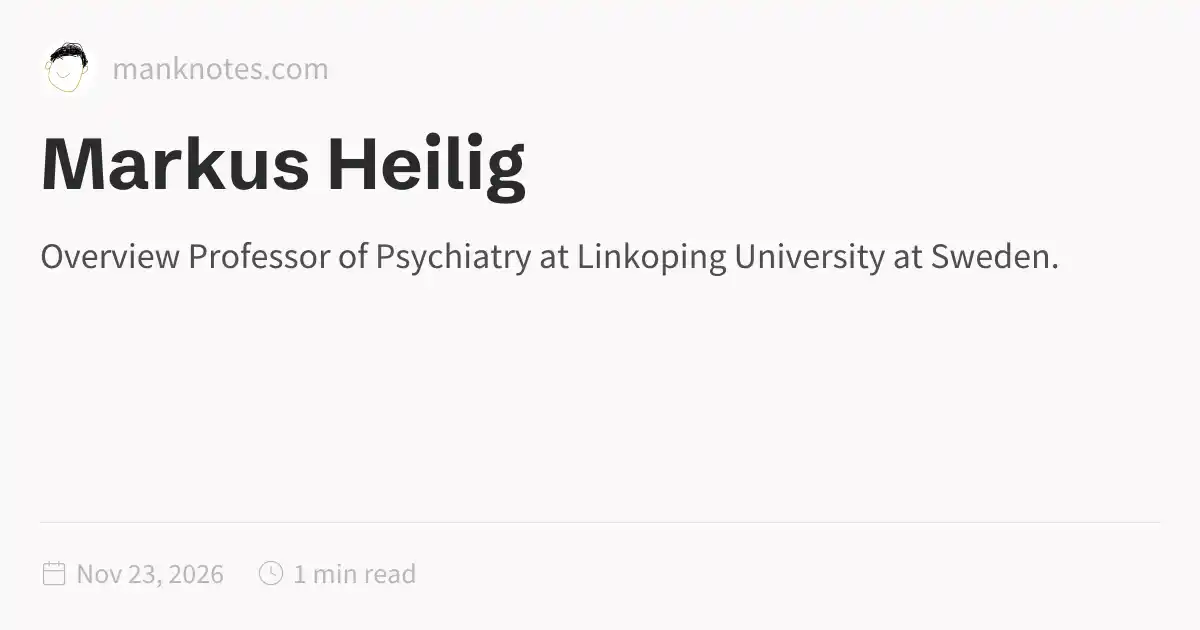 manknotes.com
Markus Heilig
Overview Professor of Psychiatry at Linkoping University at Sweden.
Nov 23, 2026 1 min read